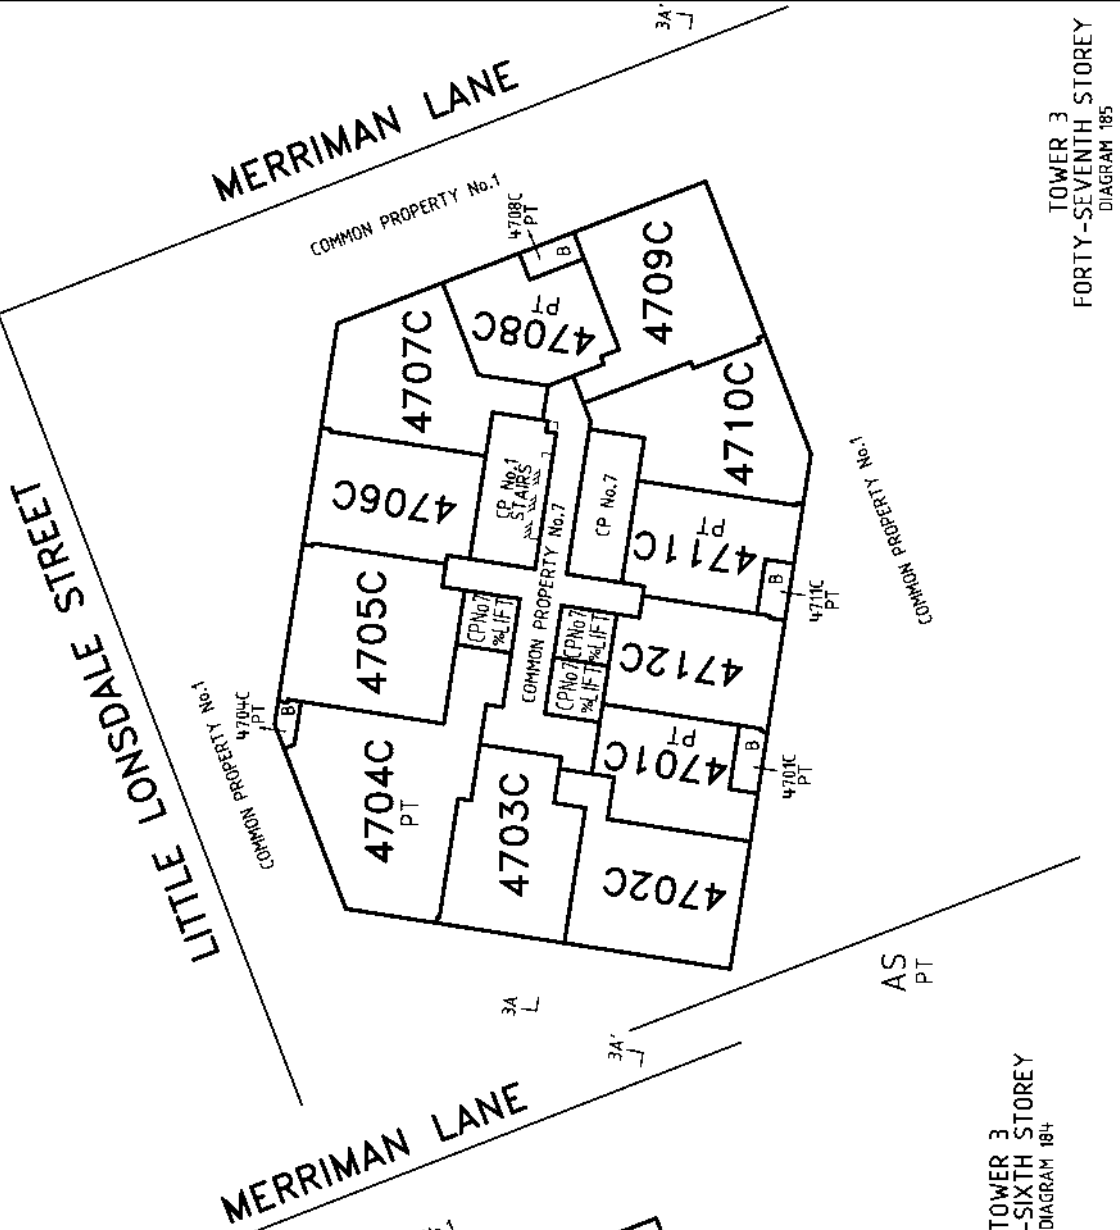 3A'
MERRIMAN LANE
COMMON PROPERTY No.1
4708C
PT
B
TOWER 3
FORTY-SEVENTH STOREY
DIAGRAM 185
4709C
4708C
PT
4707C
4710C
4706C
CP No.1
STAIRS
CP No.7
COMMON PROPERTY No.7
4711C
PT
B
4711C
PT
COMMON PROPERTY No.1
LITTLE LONSDALE STREET
4705C
CPNo7
%LIFT
CPNo7
%LIFT
CPNo7
%LIFT
4712C
COMMON PROPERTY No.1
4704C
PT
B
4704C
PT
4703C
4701C
PT
B
4701C
PT
4702C
AS
PT
3A
3A'
MERRIMAN LANE
TOWER 3
-SIXTH STOREY
DIAGRAM 184